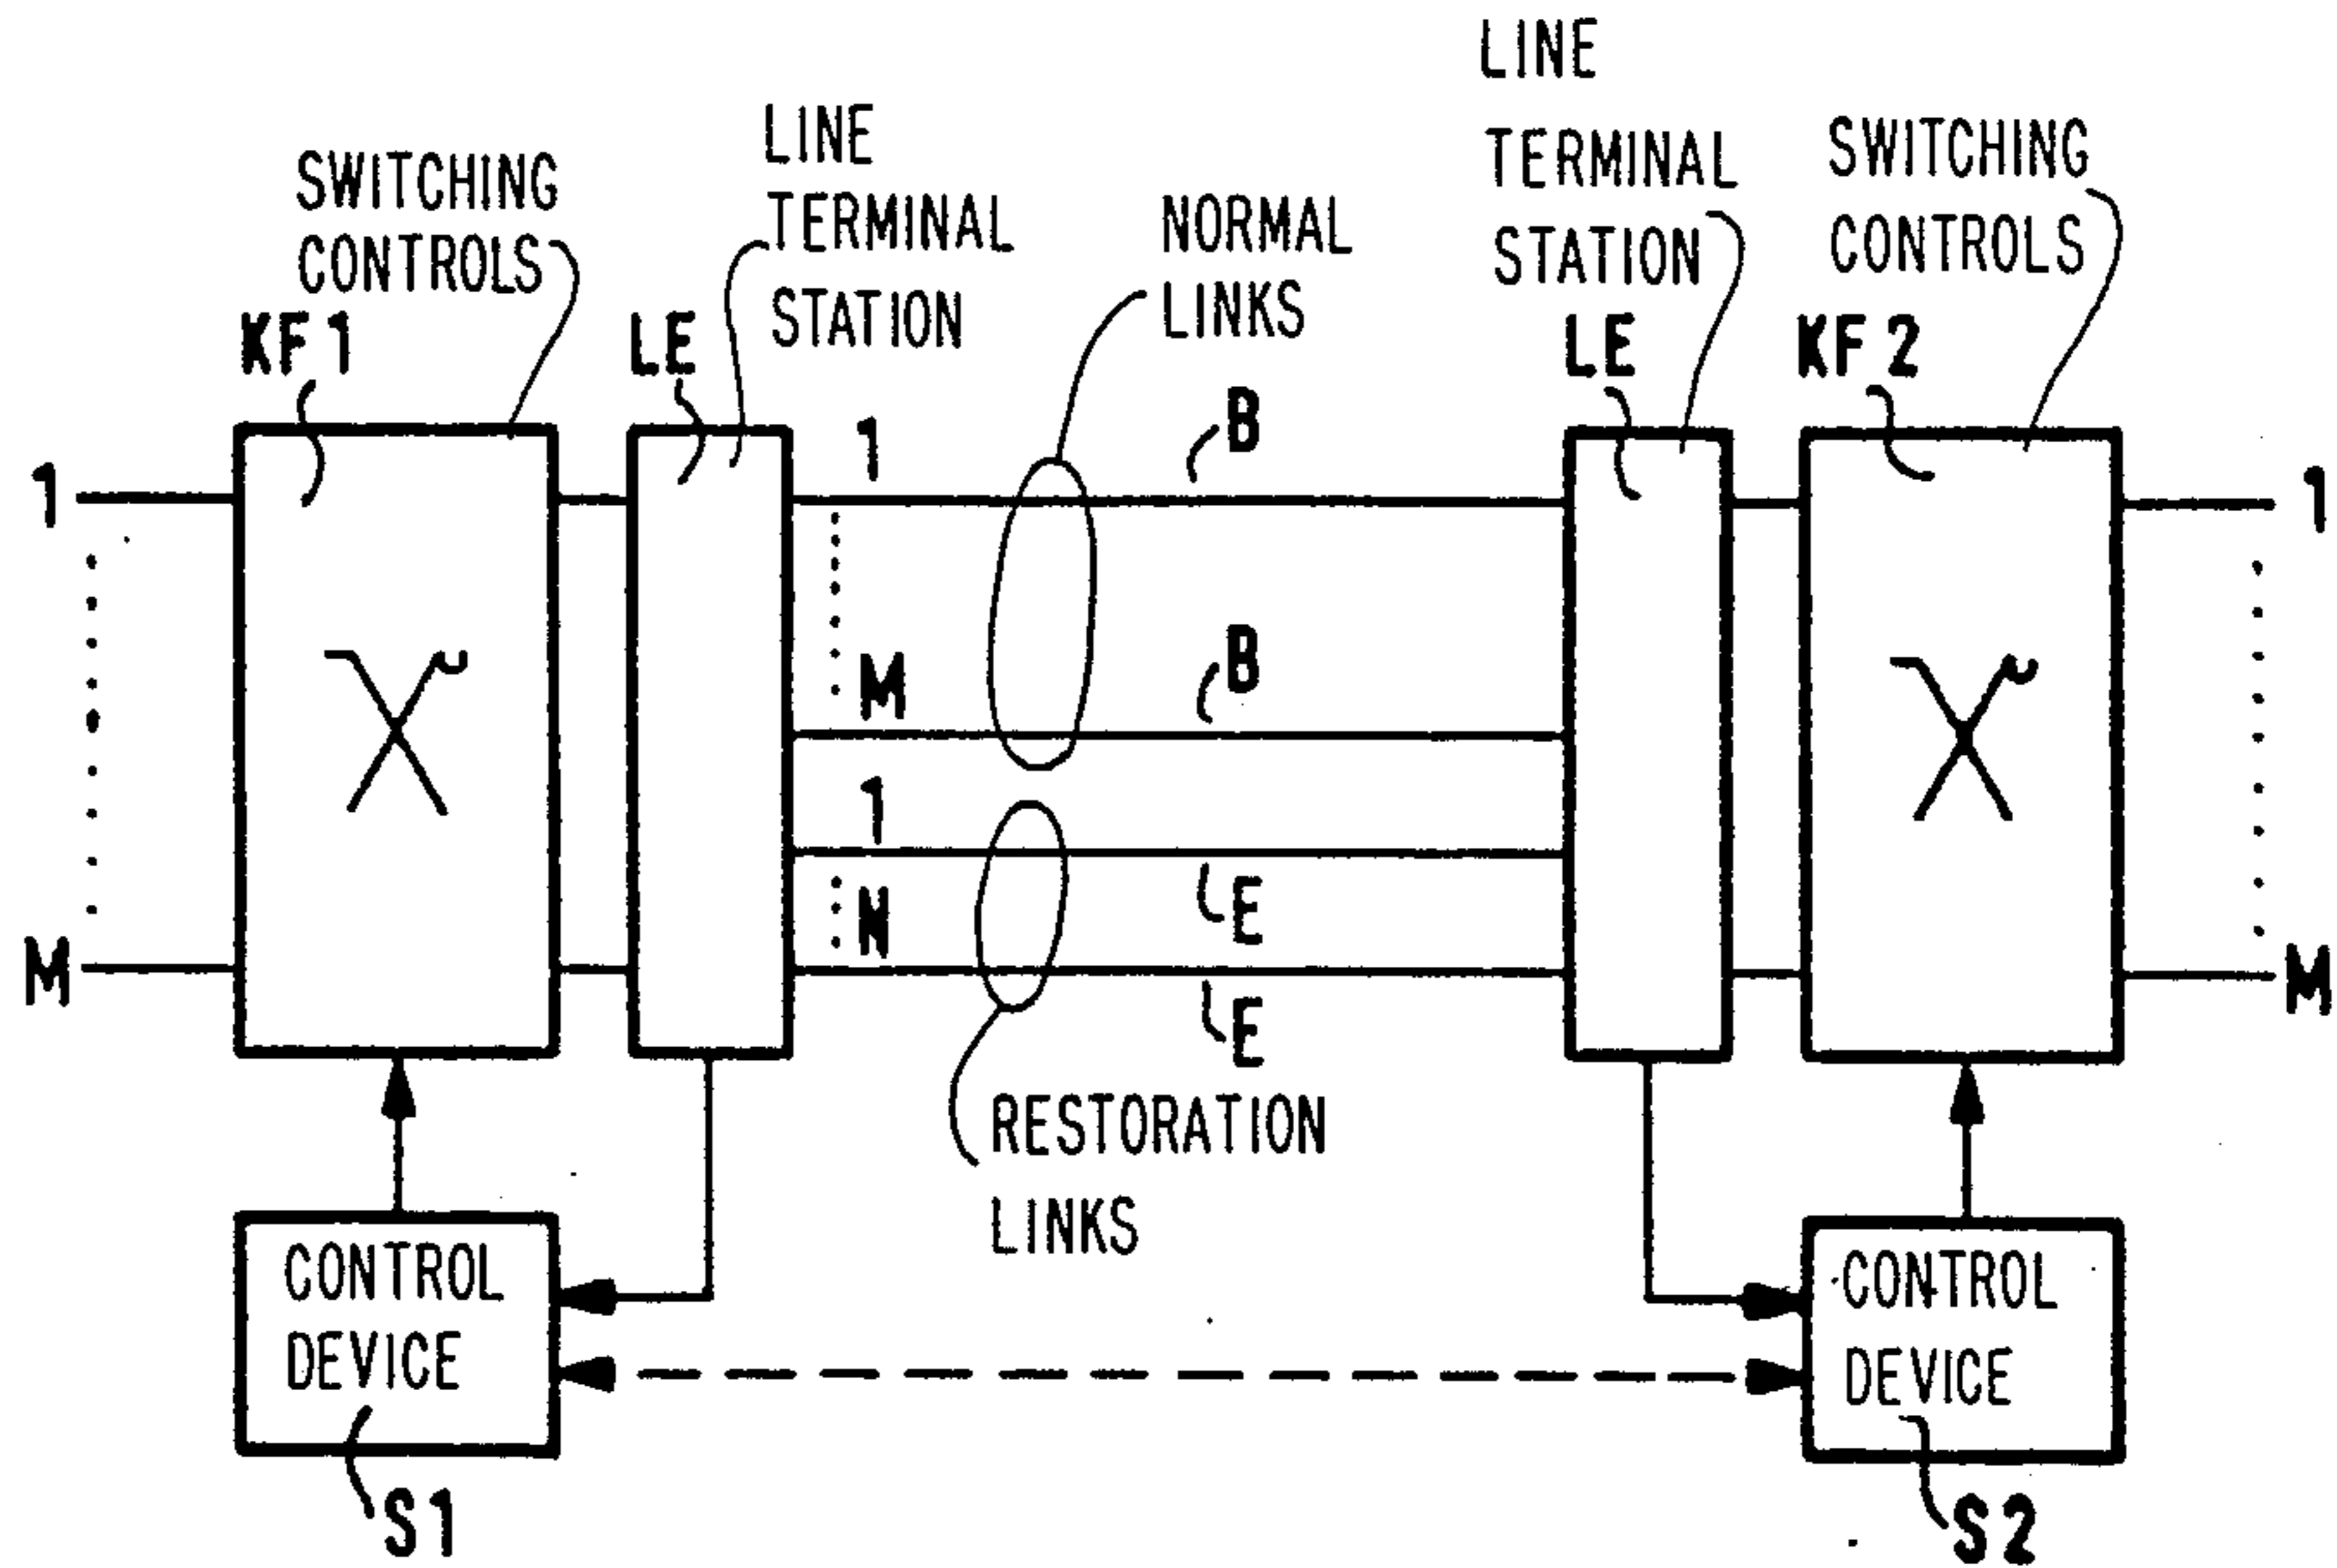 SWITCHING
CONTROLS
KF 1
LINE
TERMINAL
STATION
LE
NORMAL
LINKS
LINE
TERMINAL
STATION
LE
SWITCHING
CONTROLS
KF 2
1
M
1
B
M
B
1
E
N
E
1
M
RESTORATION
LINKS
CONTROL
DEVICE
S1
CONTROL
DEVICE
S2